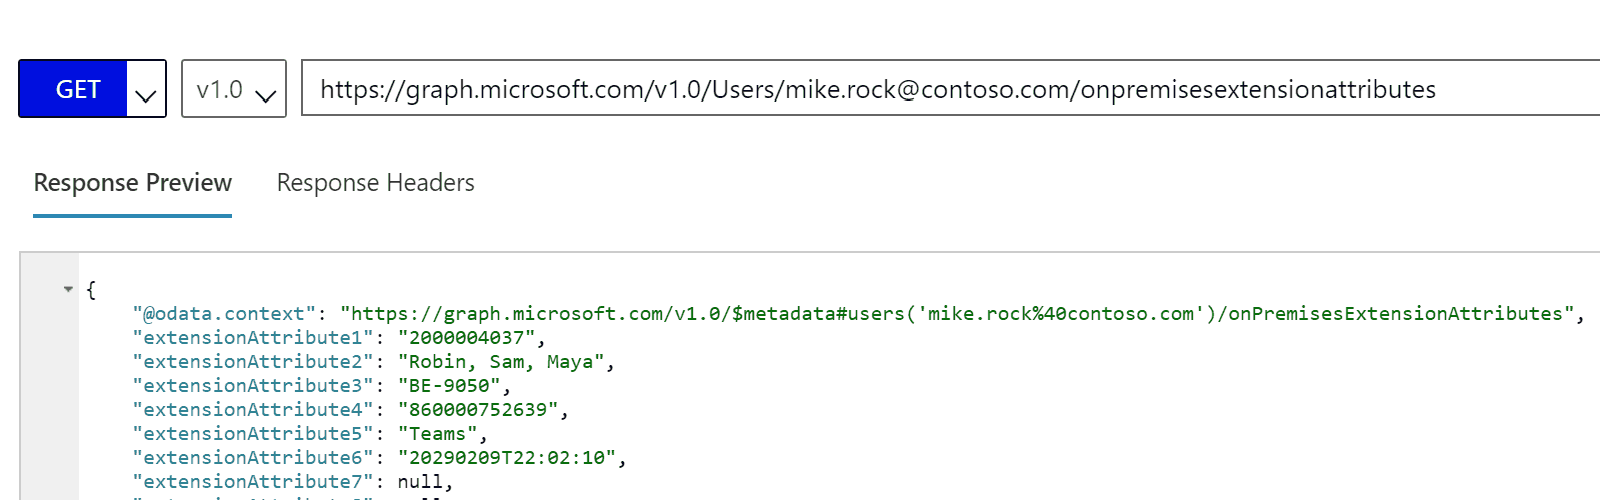 GET v1.0 https://graph.microsoft.com/v1.0/Users/mike.rock@contoso.com/onpremisesextensionattributes
Response Preview Response Headers
{
"@odata.context": "https://graph.microsoft.com/v1.0/$metadata#users('mike.rock%40contoso.com')/onPremisesExtensionAttributes",
"extensionAttribute1": "2000004037",
"extensionAttribute2": "Robin, Sam, Maya",
"extensionAttribute3": "BE-9050",
"extensionAttribute4": "860000752639",
"extensionAttribute5": "Teams",
"extensionAttribute6": "20290209T22:02:10",
"extensionAttribute7": null,